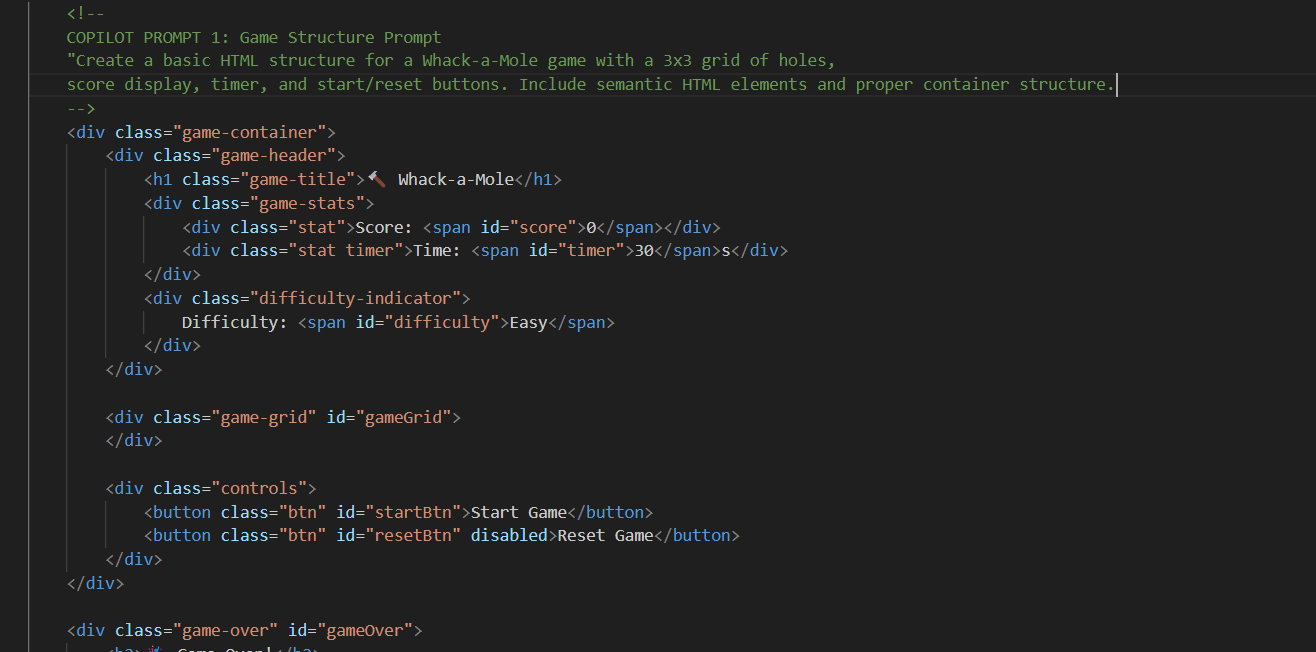 <!--
COPILOT PROMPT 1: Game Structure Prompt
"Create a basic HTML structure for a Whack-a-Mole game with a 3x3 grid of holes,
score display, timer, and start/reset buttons. Include semantic HTML elements and proper container structure.
-->
<div class="game-container">
    <div class="game-header">
        <h1 class="game-title">🔨 Whack-a-Mole</h1>
        <div class="game-stats">
            <div class="stat">Score: <span id="score">0</span></div>
            <div class="stat timer">Time: <span id="timer">30</span>s</div>
        </div>
        <div class="difficulty-indicator">
            Difficulty: <span id="difficulty">Easy</span>
        </div>
    </div>
    <div class="game-grid" id="gameGrid">
    </div>
    <div class="controls">
        <button class="btn" id="startBtn">Start Game</button>
        <button class="btn" id="resetBtn" disabled>Reset Game</button>
    </div>
</div>
<div class="game-over" id="gameOver">
    <h2> Game Over!</h2>